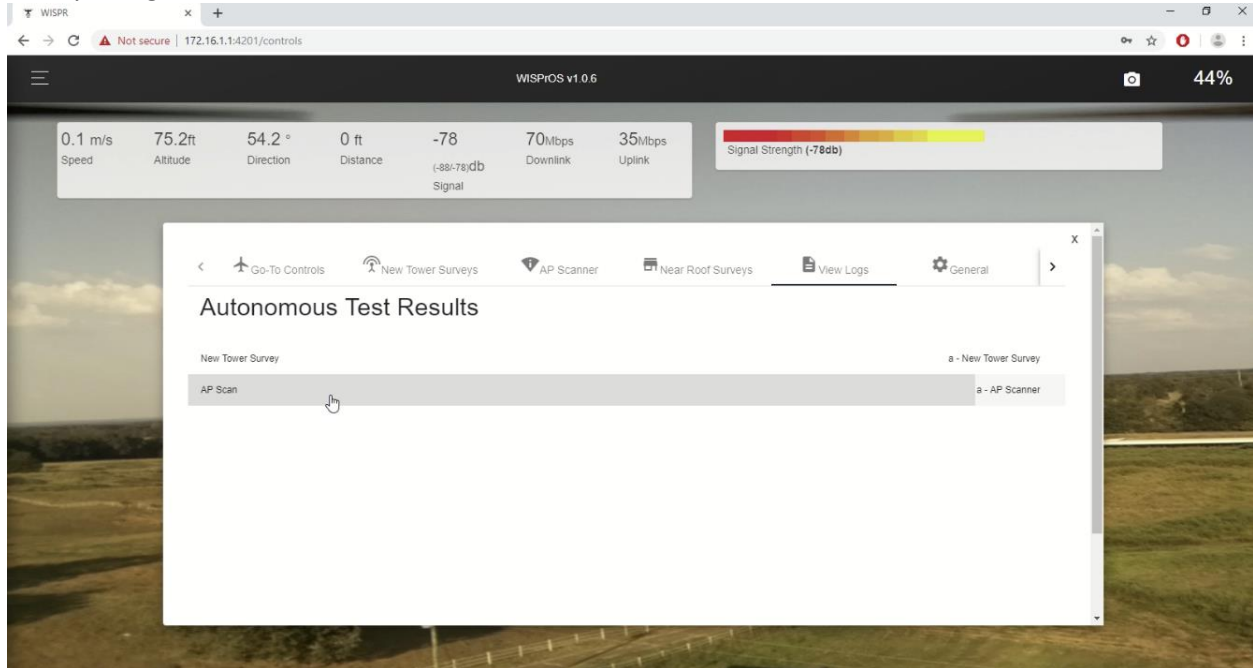 WISPR
Not secure | 172.16.1.1:4201/controls
WISPrOS v1.0.6
44%
0.1 m/s 75.2ft 54.2 ° 0 ft -78 70Mbps 35Mbps
Speed Altitude Direction Distance (-88/-78)db Downlink Uplink
Signal
Signal Strength (-78db)
x
Go-To Controls New Tower Surveys AP Scanner Near Roof Surveys View Logs General
Autonomous Test Results
New Tower Survey a - New Tower Survey
AP Scan a - AP Scanner